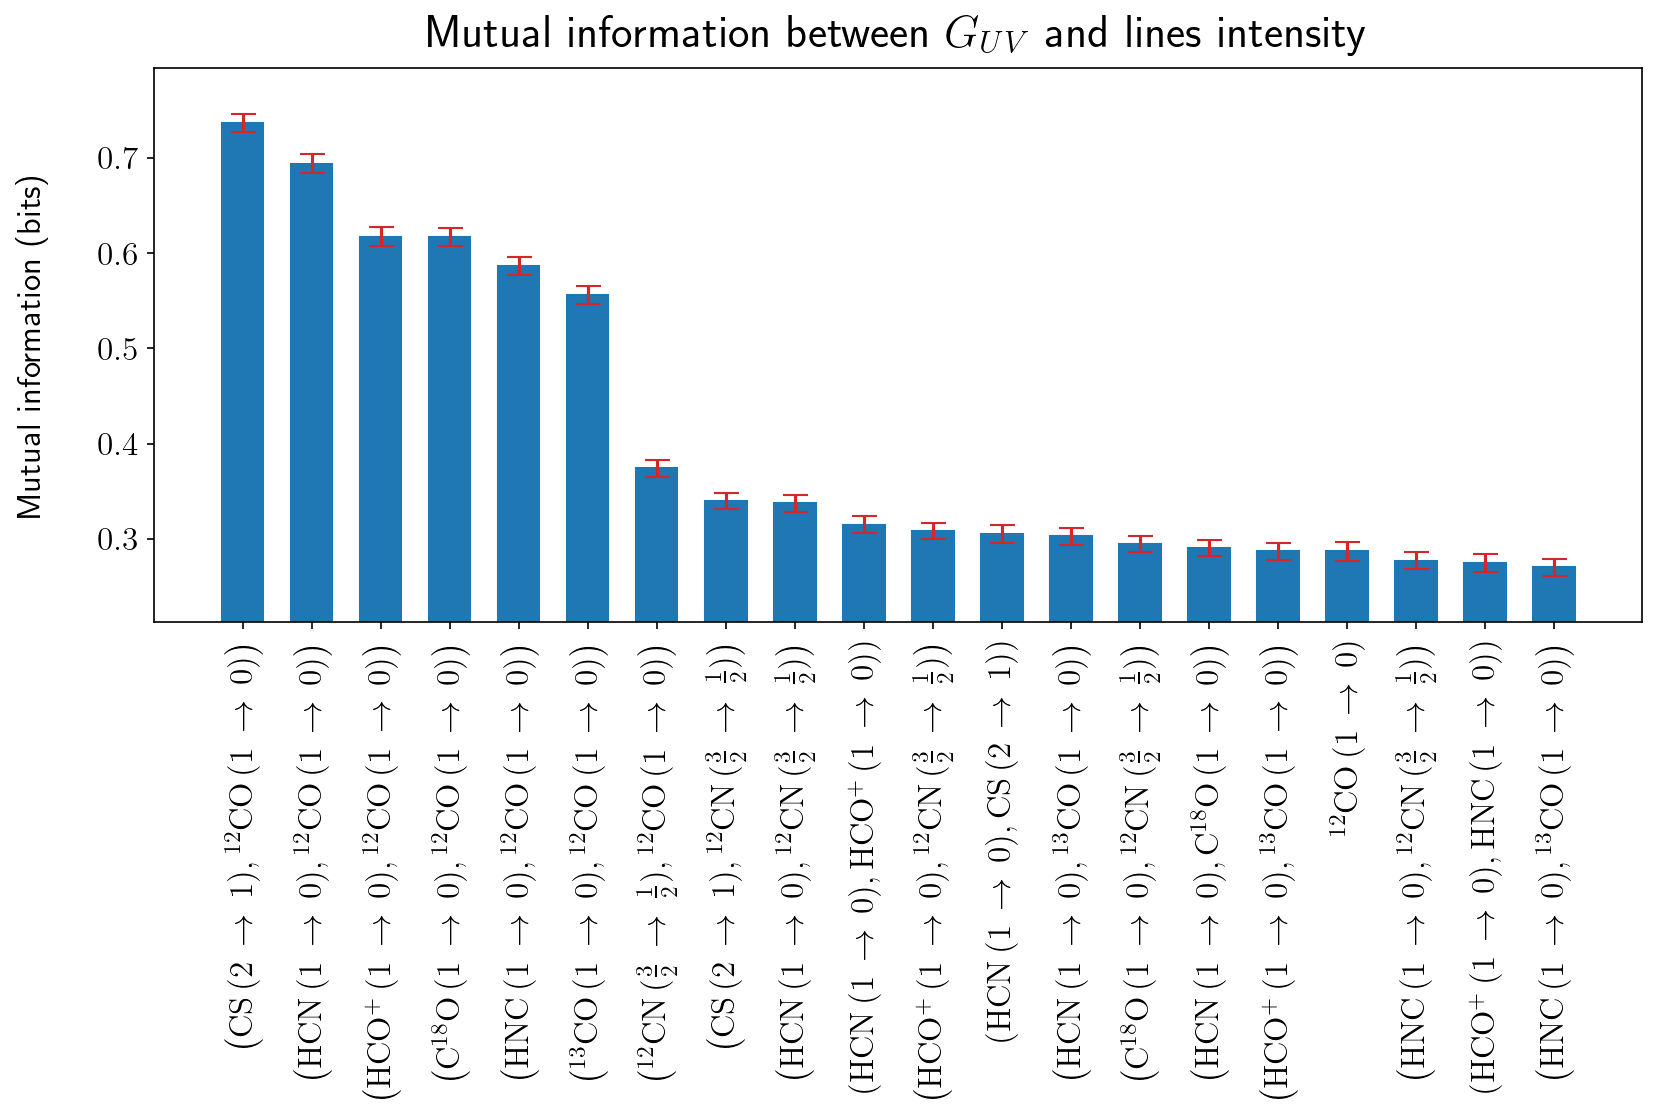 Mutual information between $G_{UV}$ and lines intensity
Mutual information (bits)
0.7
0.6
0.5
0.4
0.3
(CS (2 → 1), ¹²CO (1 → 0))
(HCN (1 → 0), ¹²CO (1 → 0))
(HCO⁺ (1 → 0), ¹²CO (1 → 0))
(C¹⁸O (1 → 0), ¹²CO (1 → 0))
(HNC (1 → 0), ¹²CO (1 → 0))
(¹³CO (1 → 0), ¹²CO (1 → 0))
(¹²CN (3/2 → 1/2), ¹²CO (1 → 0))
(CS (2 → 1), ¹²CN (3/2 → 1/2))
(HCN (1 → 0), ¹²CN (3/2 → 1/2))
(HCN (1 → 0), HCO⁺ (1 → 0))
(HCO⁺ (1 → 0), ¹²CN (3/2 → 1/2))
(HCN (1 → 0), CS (2 → 1))
(HCN (1 → 0), ¹³CO (1 → 0))
(C¹⁸O (1 → 0), ¹²CN (3/2 → 1/2))
(HCN (1 → 0), C¹⁸O (1 → 0))
(HCO⁺ (1 → 0), ¹³CO (1 → 0))
¹²CO (1 → 0)
(HNC (1 → 0), ¹²CN (3/2 → 1/2))
(HCO⁺ (1 → 0), HNC (1 → 0))
(HNC (1 → 0), ¹³CO (1 → 0))